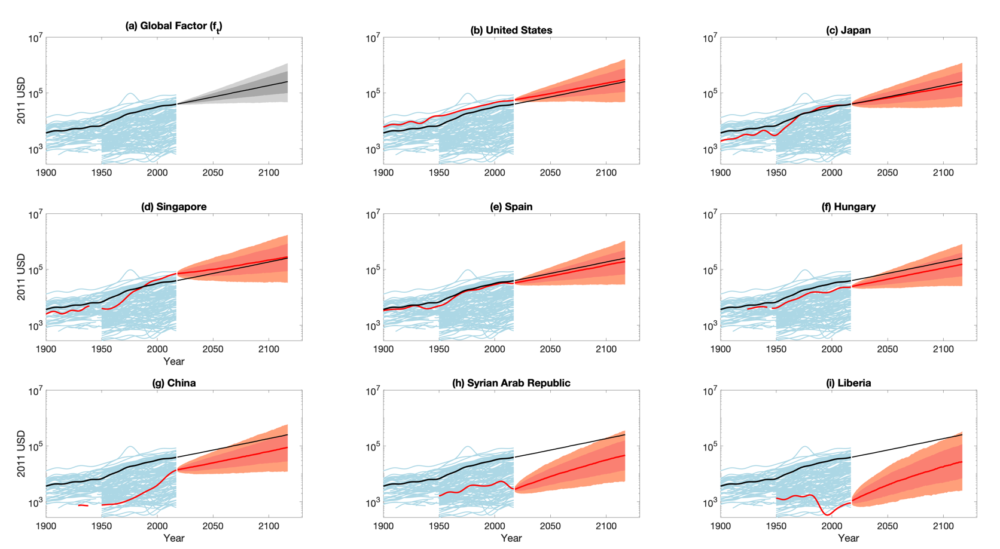 (a) Global Factor (f_t)
(b) United States
(c) Japan
10^7
10^5
10^3
2011 USD
1900 1950 2000 2050 2100
10^7
10^5
10^3
1900 1950 2000 2050 2100
10^7
10^5
10^3
1900 1950 2000 2050 2100
(d) Singapore
(e) Spain
(f) Hungary
10^7
10^5
10^3
2011 USD
1900 1950 2000 2050 2100
Year
10^7
10^5
10^3
1900 1950 2000 2050 2100
10^7
10^5
10^3
1900 1950 2000 2050 2100
(g) China
(h) Syrian Arab Republic
(i) Liberia
10^7
10^5
10^3
2011 USD
1900 1950 2000 2050 2100
Year
10^7
10^5
10^3
1900 1950 2000 2050 2100
Year
10^7
10^5
10^3
1900 1950 2000 2050 2100
Year